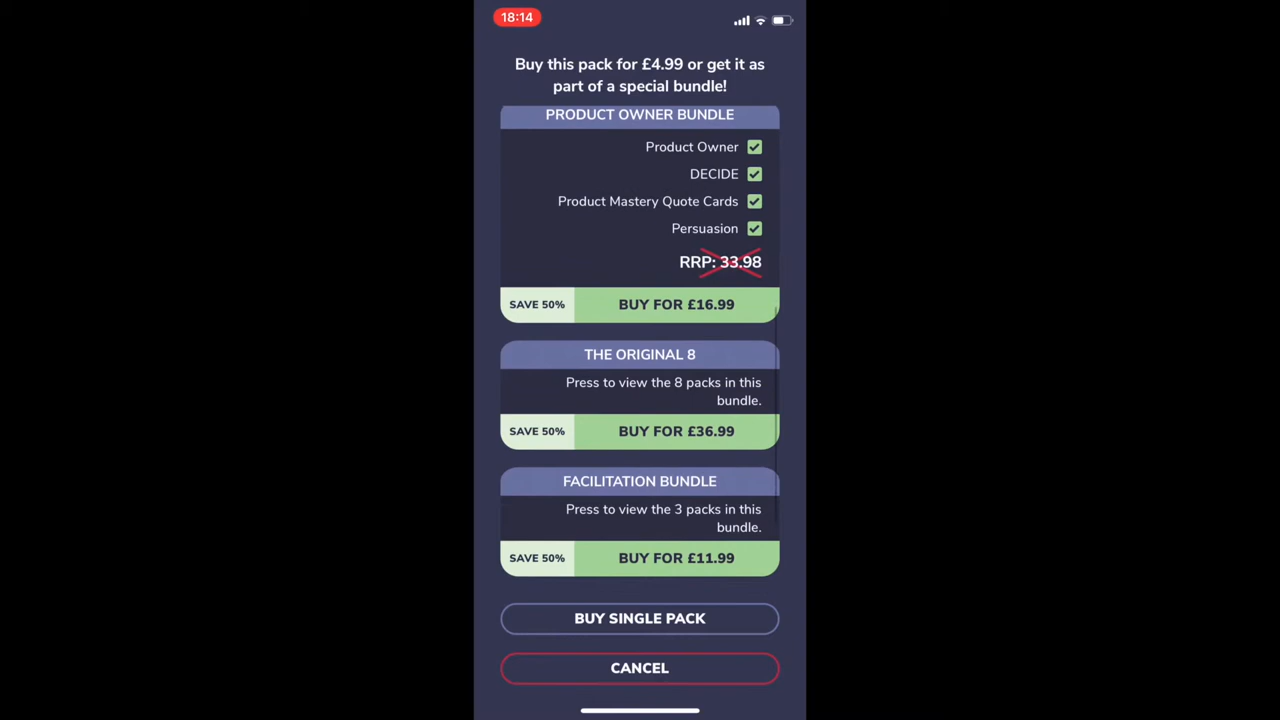 18:14
Buy this pack for £4.99 or get it as
part of a special bundle!
PRODUCT OWNER BUNDLE
Product Owner
DECIDE
Product Mastery Quote Cards
Persuasion
RRP: 33.98
SAVE 50% BUY FOR £16.99
THE ORIGINAL 8
Press to view the 8 packs in this
bundle.
SAVE 50% BUY FOR £36.99
FACILITATION BUNDLE
Press to view the 3 packs in this
bundle.
SAVE 50% BUY FOR £11.99
BUY SINGLE PACK
CANCEL